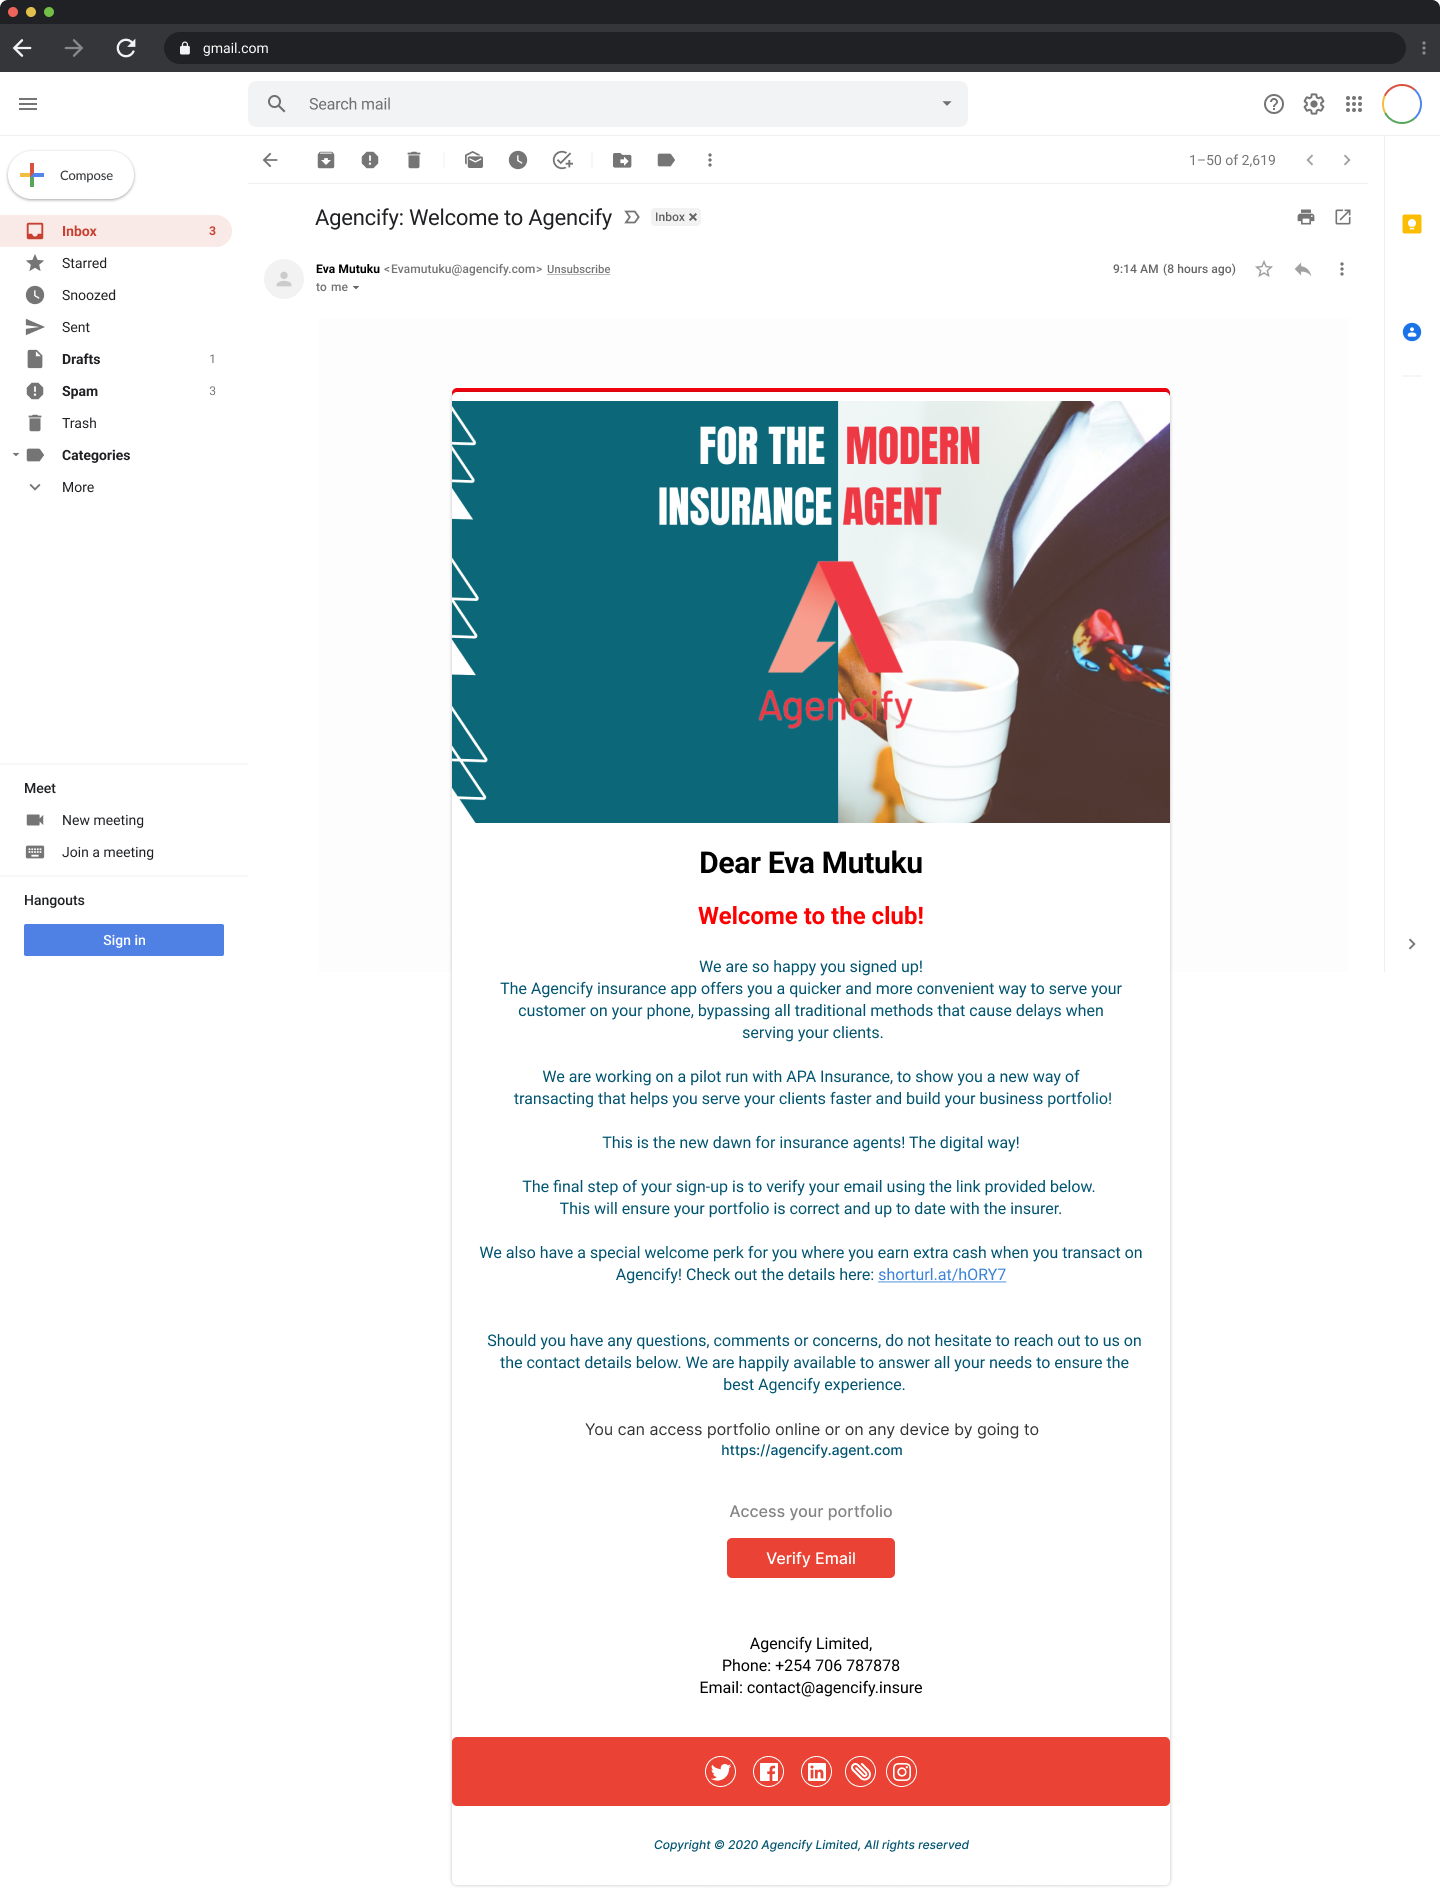 gmail.com
Search mail
Compose
1–50 of 2,619
Agencify: Welcome to Agencify
Inbox ×
Inbox 3
Starred
Snoozed
Sent
Drafts 1
Spam 3
Trash
Categories
More
Meet
New meeting
Join a meeting
Hangouts
Sign in
Eva Mutuku <Evamutuku@agencify.com> Unsubscribe
9:14 AM (8 hours ago)
to me
FOR THE MODERN
INSURANCE AGENT
Agencify
Dear Eva Mutuku
Welcome to the club!
We are so happy you signed up!
The Agencify insurance app offers you a quicker and more convenient way to serve your
customer on your phone, bypassing all traditional methods that cause delays when
serving your clients.
We are working on a pilot run with APA Insurance, to show you a new way of
transacting that helps you serve your clients faster and build your business portfolio!
This is the new dawn for insurance agents! The digital way!
The final step of your sign-up is to verify your email using the link provided below.
This will ensure your portfolio is correct and up to date with the insurer.
We also have a special welcome perk for you where you earn extra cash when you transact on
Agencify! Check out the details here: shorturl.at/hORY7
Should you have any questions, comments or concerns, do not hesitate to reach out to us on
the contact details below. We are happily available to answer all your needs to ensure the
best Agencify experience.
You can access portfolio online or on any device by going to
https://agencify.agent.com
Access your portfolio
Verify Email
Agencify Limited,
Phone: +254 706 787878
Email: contact@agencify.insure
Copyright © 2020 Agencify Limited, All rights reserved